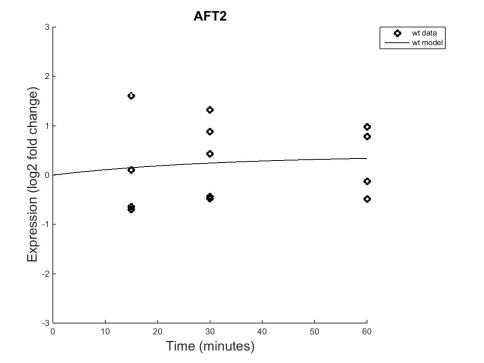 AFT2
wt data
wt model
Expression (log2 fold change)
3
2
1
0
-1
-2
-3
0 10 20 30 40 50 60
Time (minutes)